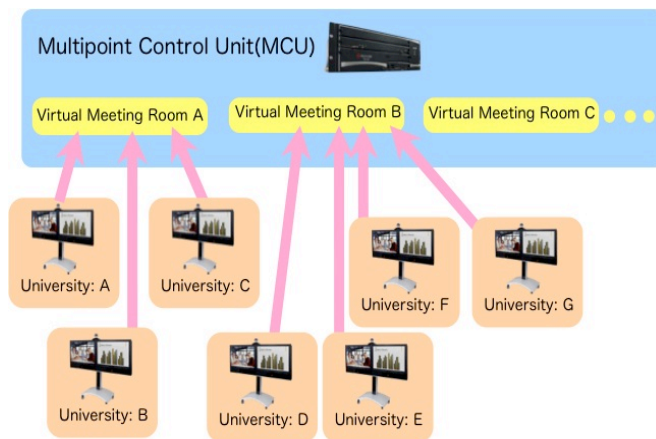 Multipoint Control Unit(MCU)
Virtual Meeting Room A
Virtual Meeting Room B
Virtual Meeting Room C
University: A
University: C
University: F
University: G
University: B
University: D
University: E